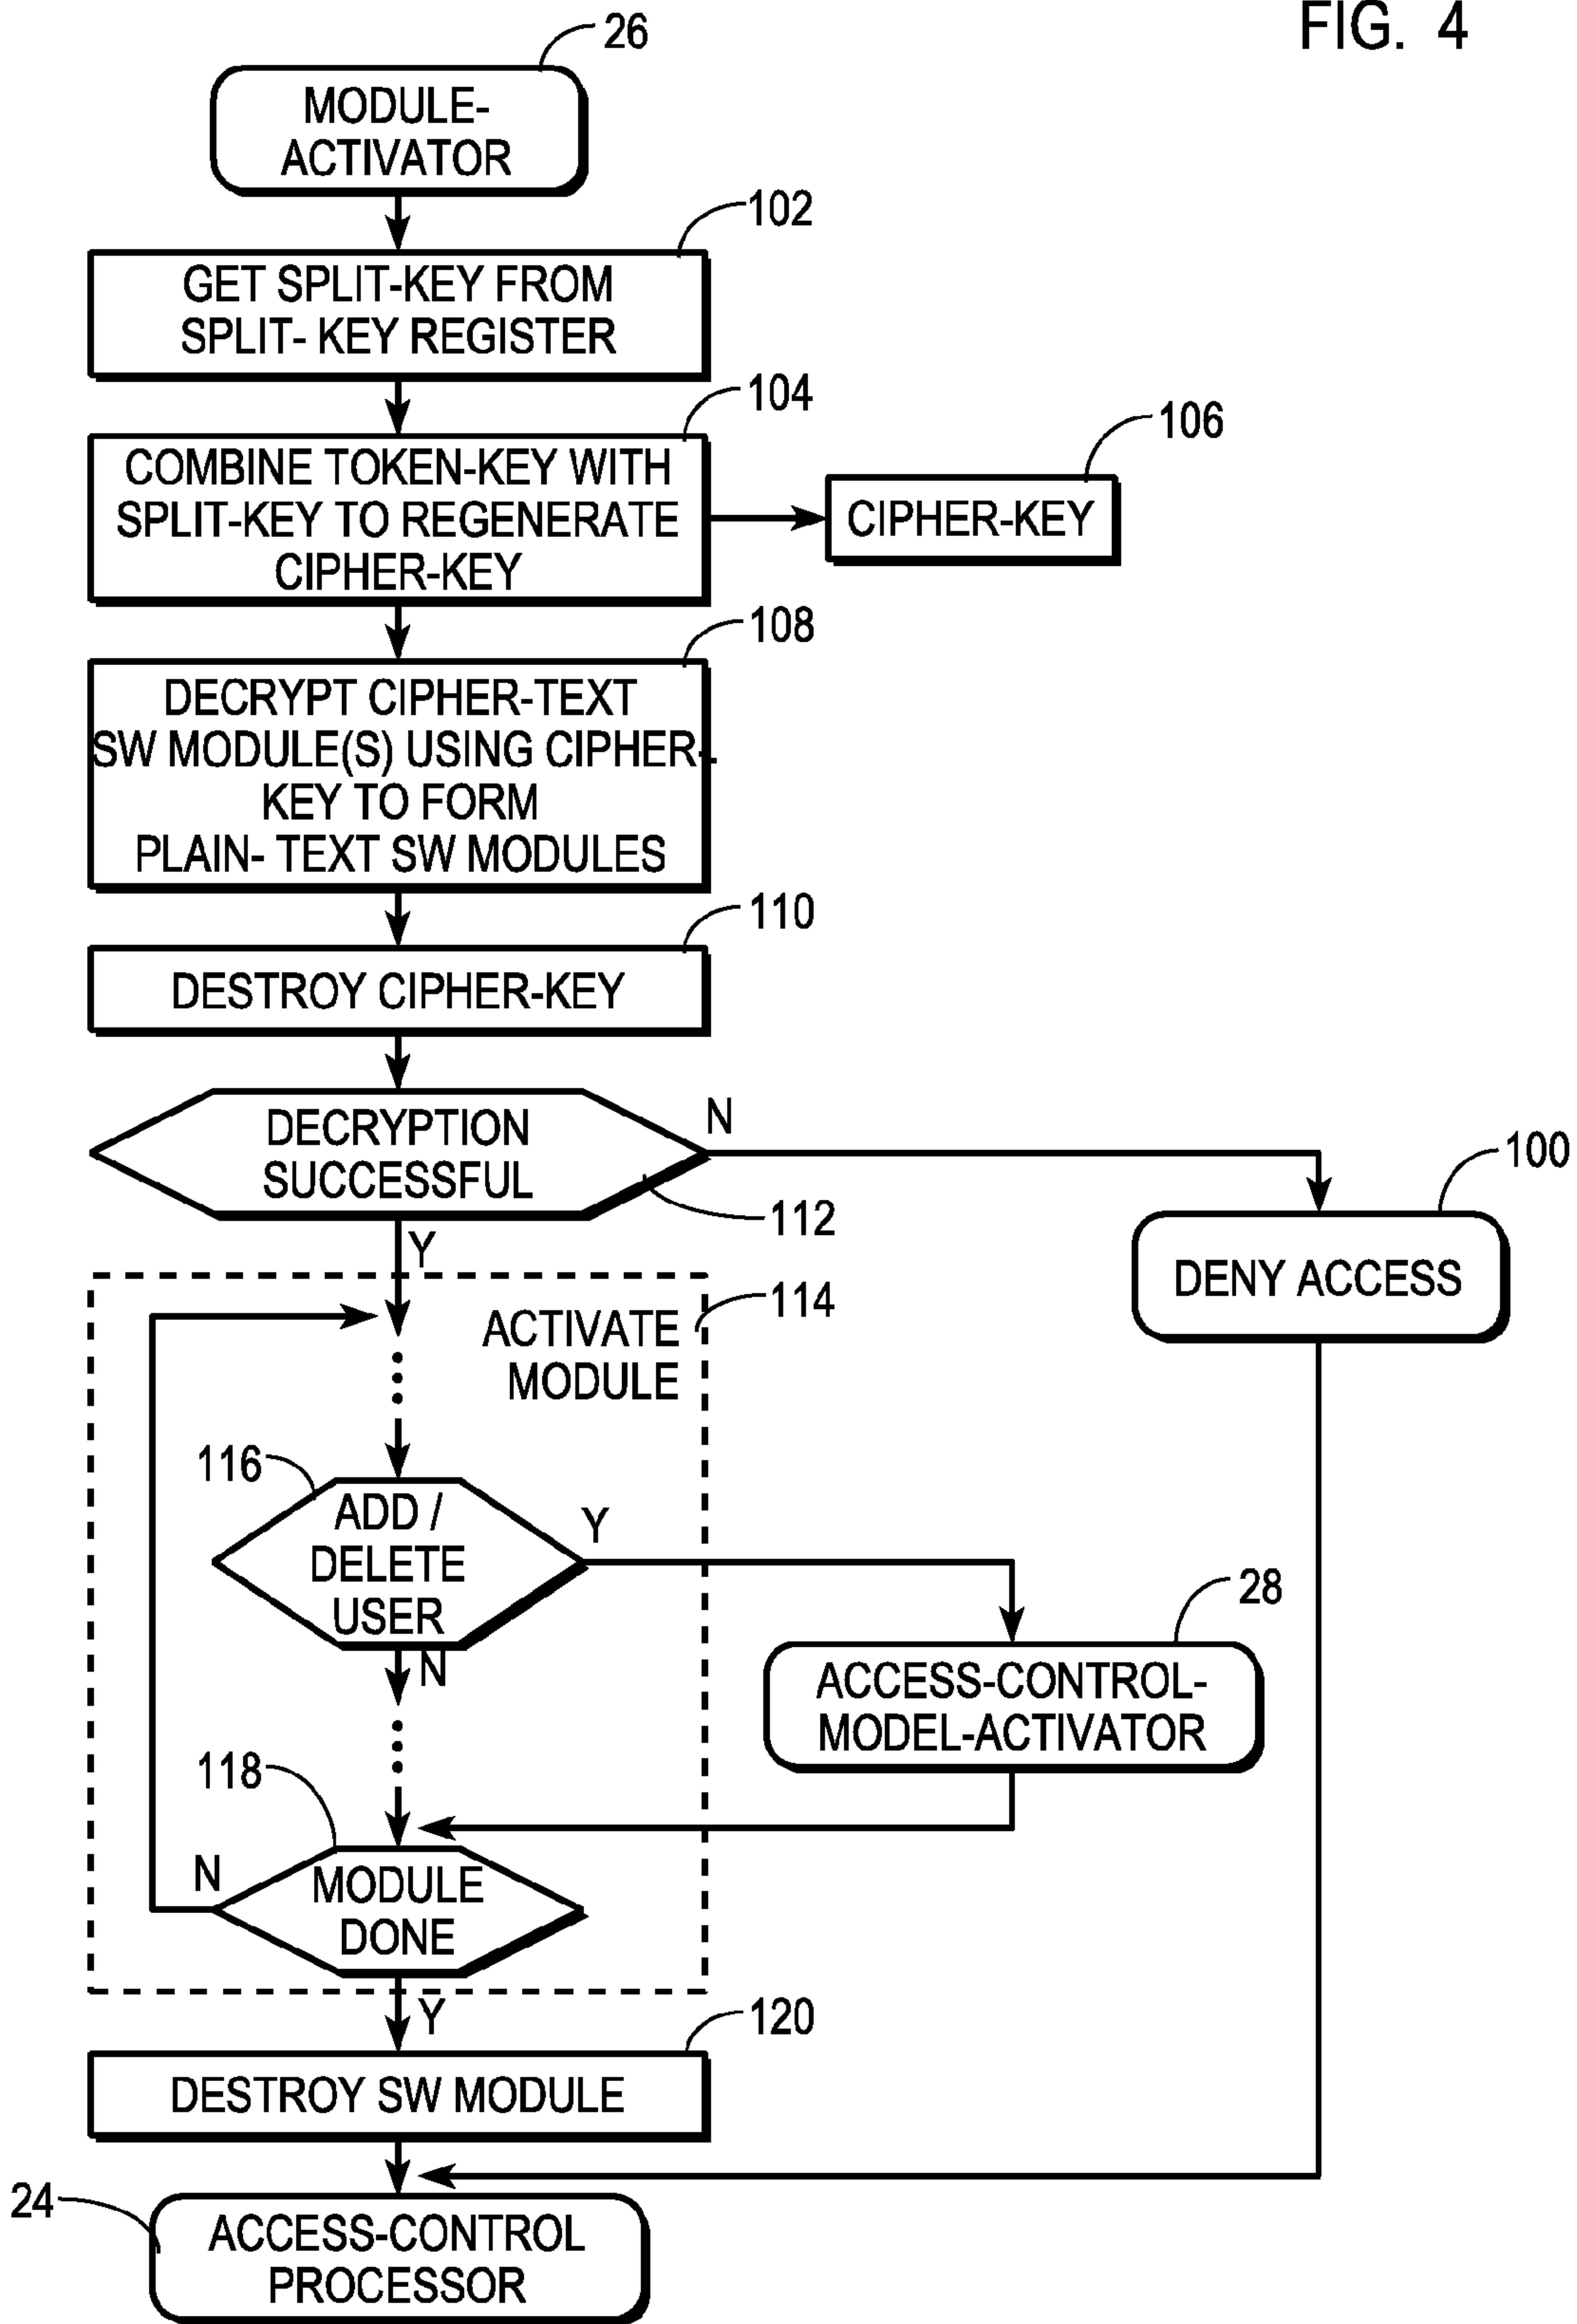 FIG. 4
26
MODULE-
ACTIVATOR
102
GET SPLIT-KEY FROM
SPLIT- KEY REGISTER
104
COMBINE TOKEN-KEY WITH
SPLIT-KEY TO REGENERATE
CIPHER-KEY
106
CIPHER-KEY
108
DECRYPT CIPHER-TEXT
SW MODULE(S) USING CIPHER-
KEY TO FORM
PLAIN- TEXT SW MODULES
110
DESTROY CIPHER-KEY
DECRYPTION
SUCCESSFUL
N
112
Y
100
DENY ACCESS
114
ACTIVATE
MODULE
116
ADD /
DELETE
USER
Y
N
28
ACCESS-CONTROL-
MODEL-ACTIVATOR
118
N
MODULE
DONE
Y
120
DESTROY SW MODULE
24
ACCESS-CONTROL
PROCESSOR